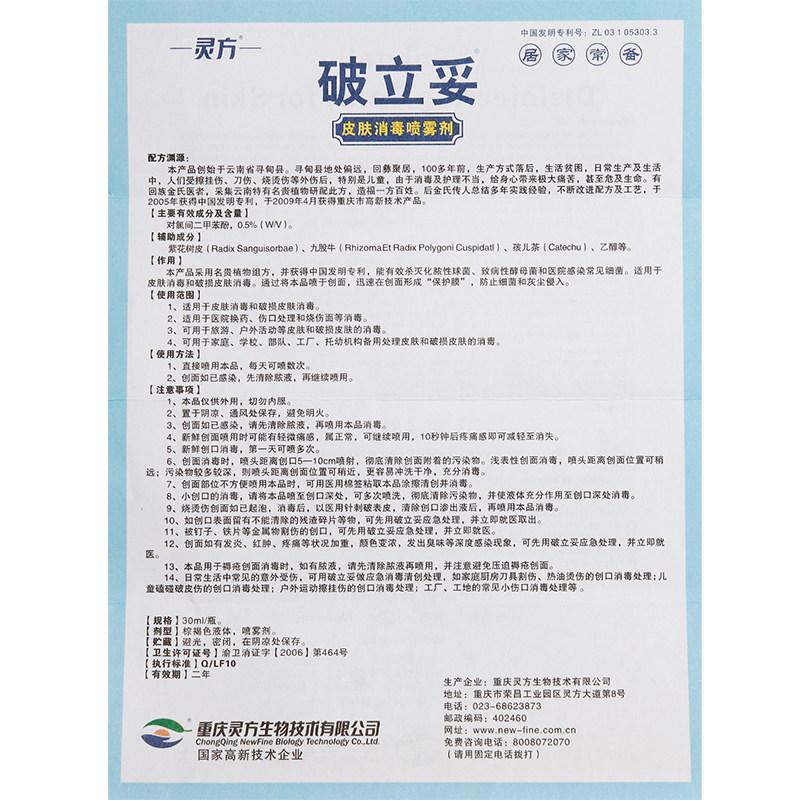 中国发明专利号：ZL 03 1 05303.3
灵方®
居家常备
破立妥®
皮肤消毒喷雾剂
配方渊源：
本产品创始于云南省寻甸县。寻甸县地处偏远，回彝聚居，100多年前，生产方式落后，生活贫困，日常生产及生活
中，人们受擦挂伤、刀伤、烧烫伤等外伤后，特别是儿童，由于消毒及护理不当，给身心带来极大痛苦，甚至危及生命。有
回族金氏医者，采集云南特有名贵植物研配此方，造福一方百姓。后金氏传人总结多年实践经验，不断改进配方及工艺，于
2005年获得中国发明专利，于2009年4月获得重庆市高新技术产品。
【主要有效成分及含量】
对氯间二甲苯酚，0.5%（W/V）。
【辅助成分】
紫花树皮（Radix Sanguisorbae）、九股牛（RhizomaEt Radix Polygoni Cuspidatl）、孩儿茶（Catechu）、乙醇等。
【作用】
本产品采用名贵植物组方，并获得中国发明专利，能有效杀灭化脓性球菌、致病性酵母菌和医院感染常见细菌。适用于
皮肤消毒和破损皮肤消毒。通过将本品喷于创面，迅速在创面形成“保护膜”，防止细菌和灰尘侵入。
【使用范围】
1、适用于皮肤消毒和破损皮肤消毒。
2、适用于医院换药、伤口处理和烧伤面等消毒。
3、可用于旅游、户外活动等皮肤和破损皮肤的消毒。
4、可用于家庭、学校、部队、工厂、托幼机构备用处理皮肤和破损皮肤的消毒。
【使用方法】
1、直接喷用本品，每天可喷数次。
2、创面如已感染，先清除脓液，再继续喷用。
【注意事项】
1、本品仅供外用，切勿内服。
2、置于阴凉、通风处保存，避免明火。
3、创面如已感染，请先清除脓液，再喷用本品消毒。
4、新鲜创面喷用时可能有轻微痛感，属正常，可继续喷用，10秒钟后疼痛感即可减轻至消失。
5、新鲜创口消毒，第一天可喷多次。
6、创面消毒时，喷头距离创口5—10cm喷射，彻底清除创面附着的污染物。浅表性创面消毒，喷头距离创面位置可稍
远；污染物较多较深，则喷头距离创面位置可稍近，更容易冲洗干净，充分消毒。
7、创面部位不方便喷用本品时，可用医用棉签粘取本品涂擦清创并消毒。
8、小创口的消毒，请将本品喷至创口深处，可多次喷洗，彻底清除污染物，并使液体充分作用至创口深处消毒。
9、烧烫伤创面如已起泡，消毒后，以医用针刺破表皮，清除创口渗出液后，再喷用本品消毒。
10、如创口表面留有不能清除的残渣碎片等物，可先用破立妥应急处理，并立即就医取出。
11、被钉子、铁片等金属物割伤的创口，可先用破立妥应急处理，并立即就医。
12、创面如有发炎、红肿、疼痛等状况加重，颜色变浓，发出臭味等深度感染现象，可先用破立妥应急处理，并立即就
医。
13、本品用于褥疮创面消毒时，如有脓液，请先清除脓液再喷用，并注意避免压迫褥疮创面。
14、日常生活中常见的意外受伤，可用破立妥做应急消毒清创处理，如家庭厨房刀具割伤、热油烫伤的创口消毒处理；儿
童磕碰破皮伤的创口消毒处理；户外运动擦挂伤的创口消毒处理；工厂、工地的常见小伤口消毒处理等 。
【规格】30ml/瓶。
【剂型】棕褐色液体，喷雾剂。
【贮藏】避光，密闭，在阴凉处保存。
【卫生许可证号】渝卫消证字【2006】第464号
【执行标准】Q/LF10
【有效期】二年
重庆灵方生物技术有限公司
ChongQing NewFine Biology Technology Co.,Ltd.
国家高新技术企业
生产企业：重庆灵方生物技术有限公司
地址：重庆市荣昌工业园区灵方大道第8号
电话：023-68623873
邮政编码：402460
网址：www.new-fine.com.cn
免费咨询电话：8008072070
（请用固定电话拨打）